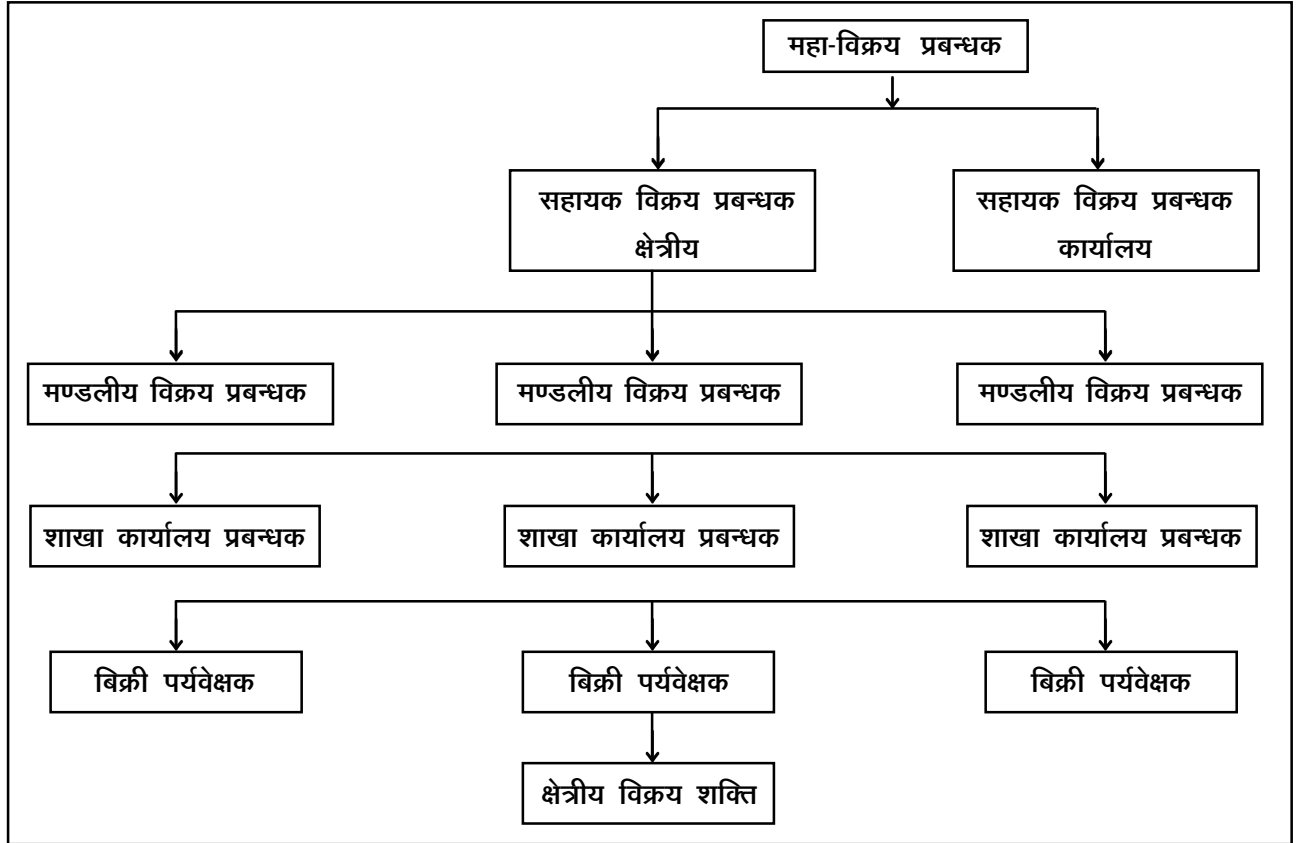 महा-विक्रय प्रबन्धक
सहायक विक्रय प्रबन्धक
क्षेत्रीय
सहायक विक्रय प्रबन्धक
कार्यालय
मण्डलीय विक्रय प्रबन्धक
मण्डलीय विक्रय प्रबन्धक
मण्डलीय विक्रय प्रबन्धक
शाखा कार्यालय प्रबन्धक
शाखा कार्यालय प्रबन्धक
शाखा कार्यालय प्रबन्धक
बिक्री पर्यवेक्षक
बिक्री पर्यवेक्षक
बिक्री पर्यवेक्षक
क्षेत्रीय विक्रय शक्ति